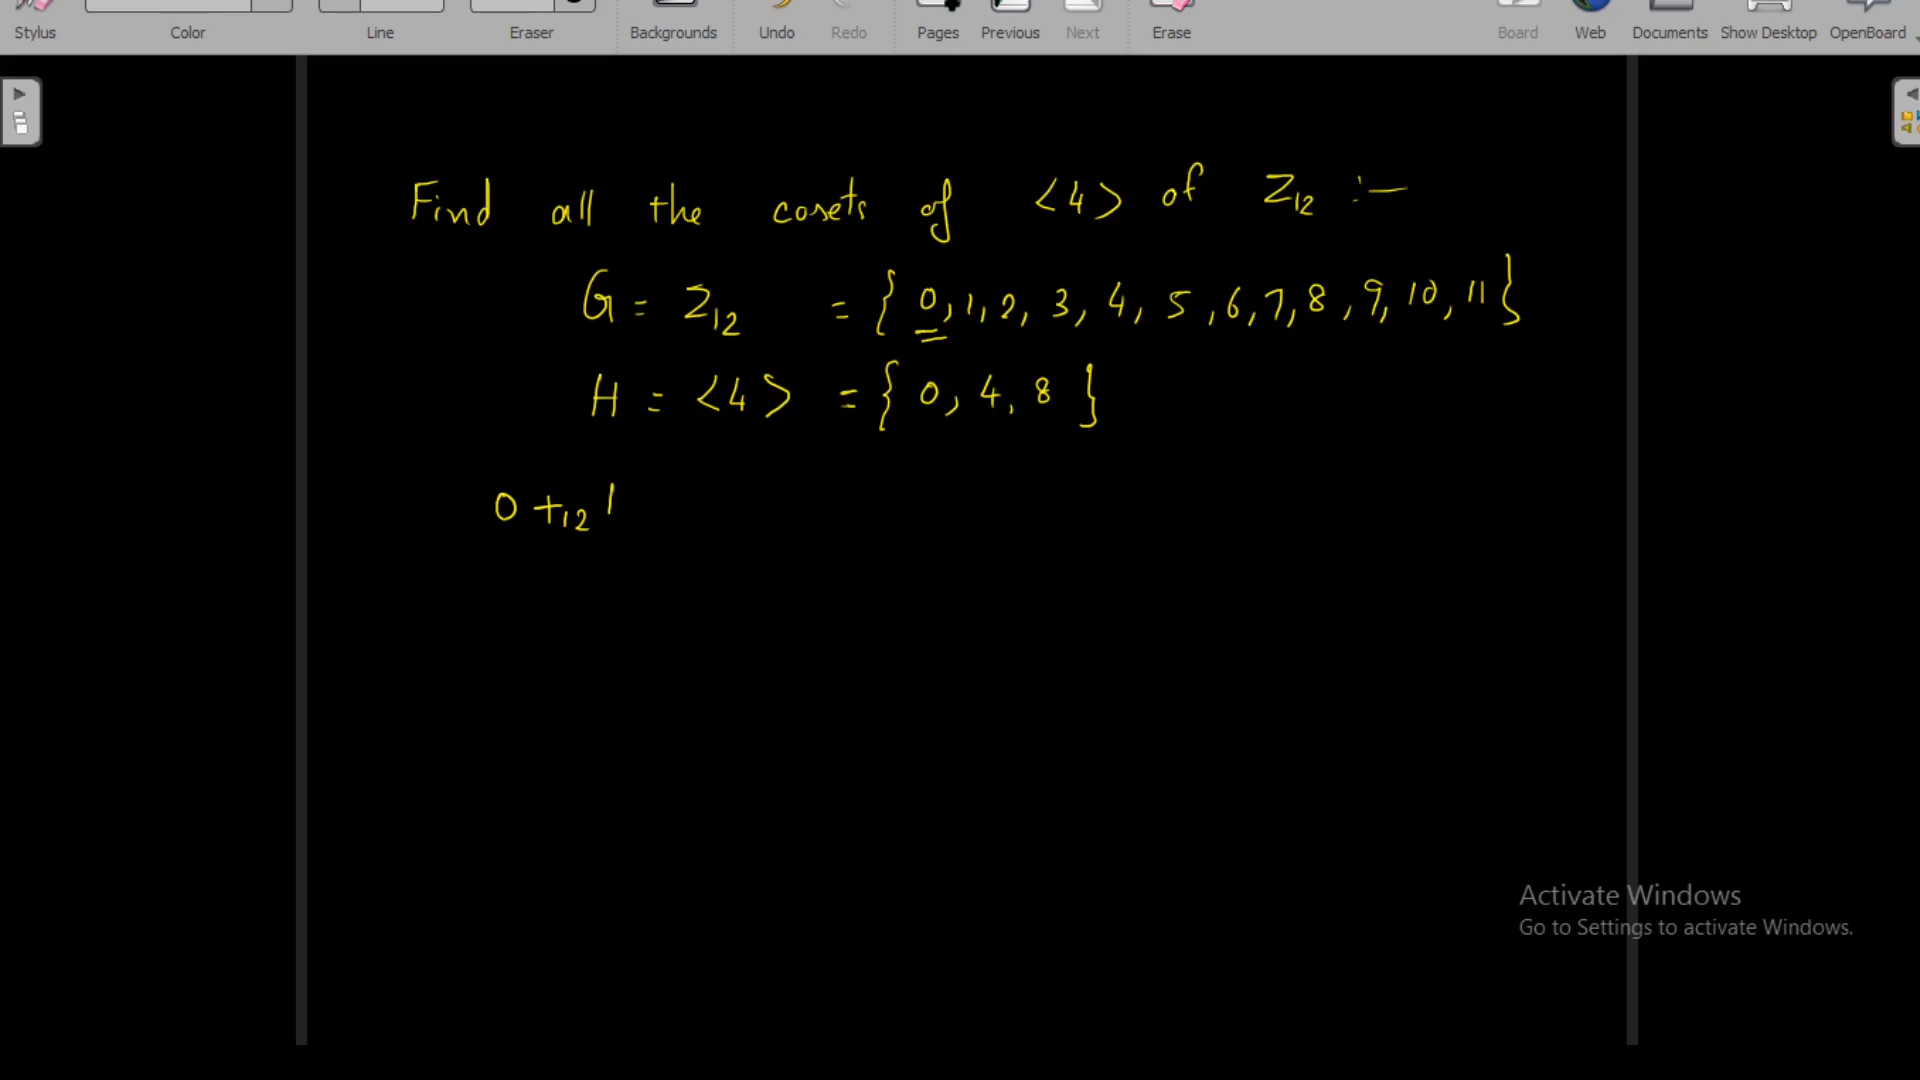 Stylus Color Line Eraser Backgrounds Undo Redo Pages Previous Next Erase Board Web Documents Show Desktop OpenBoard
Find all the cosets of <4> of Z₁₂ :-
G = Z₁₂ = { 0, 1, 2, 3, 4, 5, 6, 7, 8, 9, 10, 11 }
H = <4> = { 0, 4, 8 }
0 +₁₂
Activate Windows
Go to Settings to activate Windows.